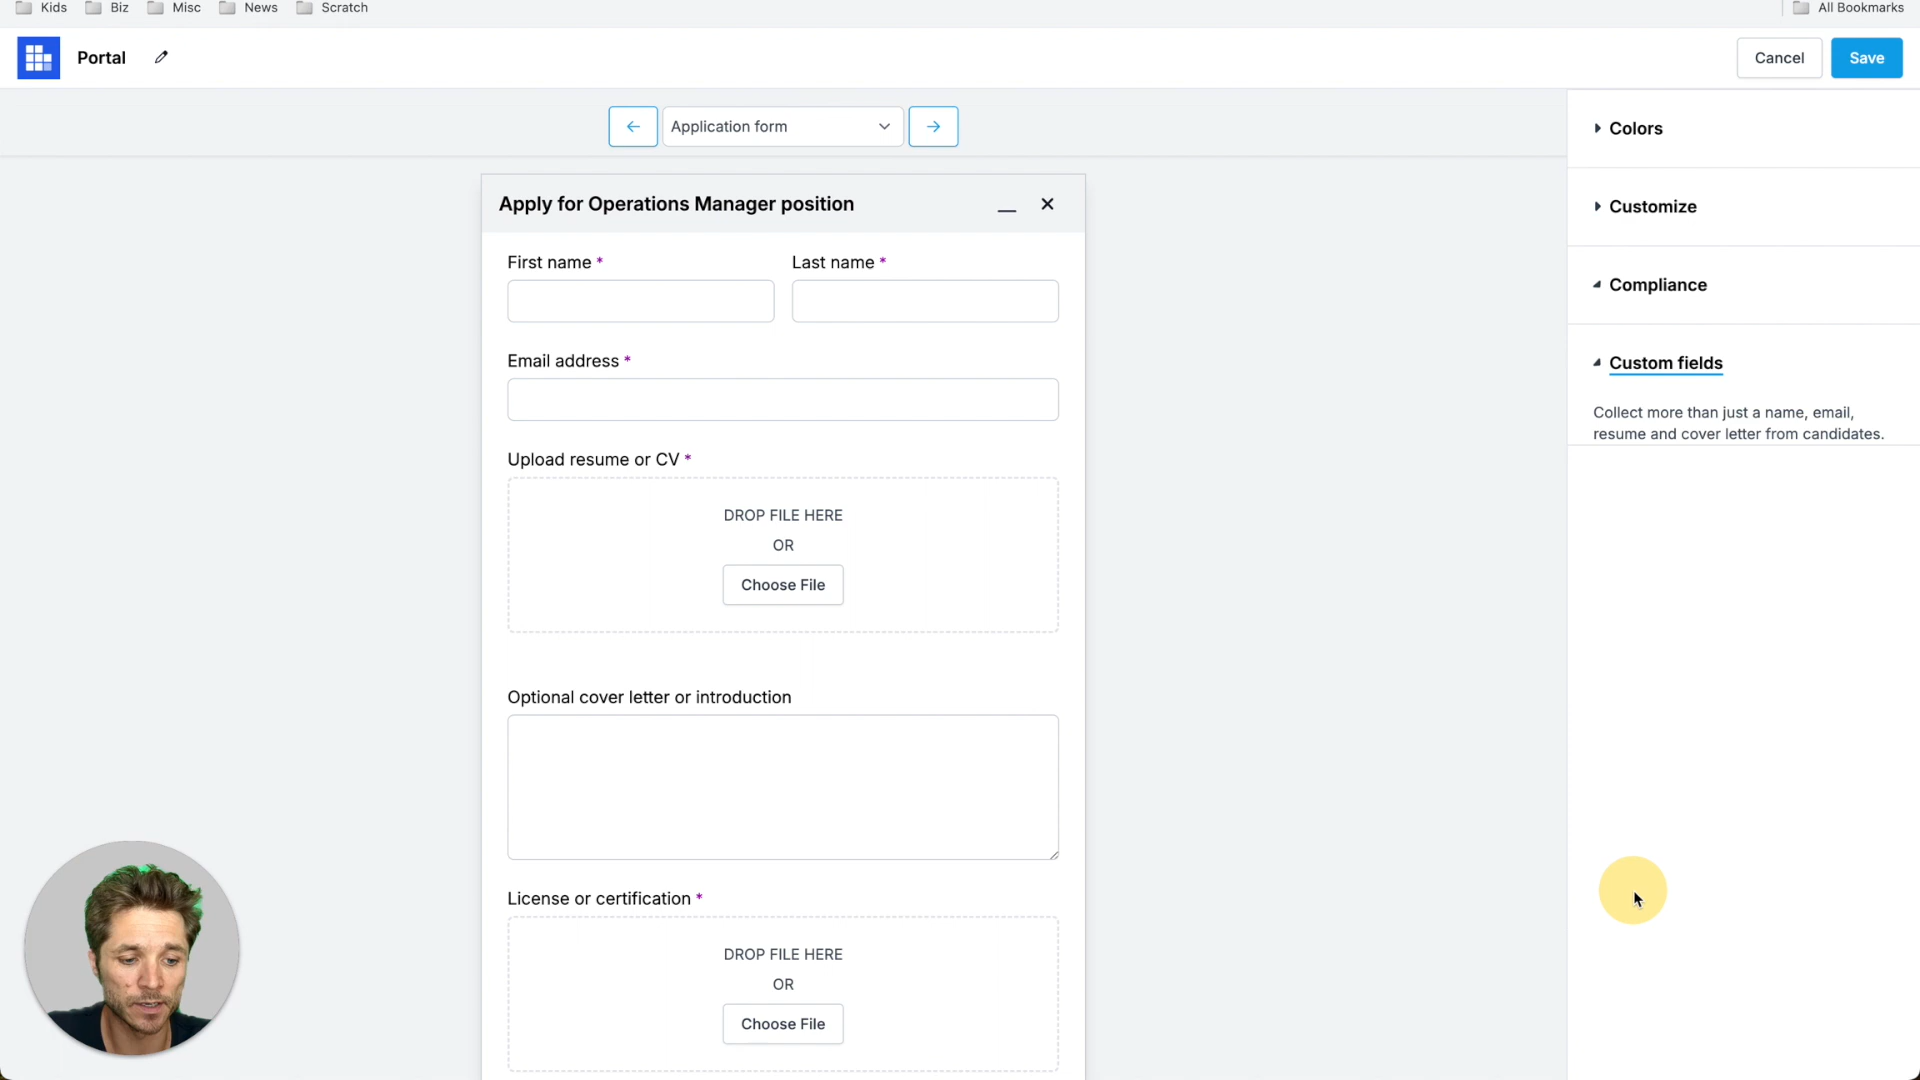 Kids
Biz
Misc
News
Scratch
All Bookmarks
Portal
Cancel
Save
Application form
Colors
Customize
Compliance
Custom fields
Collect more than just a name, email,
resume and cover letter from candidates.
Apply for Operations Manager position
First name *
Last name *
Email address *
Upload resume or CV *
DROP FILE HERE
OR
Choose File
Optional cover letter or introduction
License or certification *
DROP FILE HERE
OR
Choose File